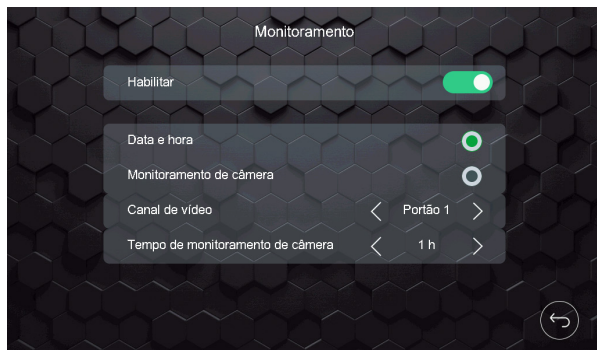 Monitoramento
Habilitar
Data e hora
Monitoramento de câmera
Canal de vídeo Portão 1
Tempo de monitoramento de câmera 1 h